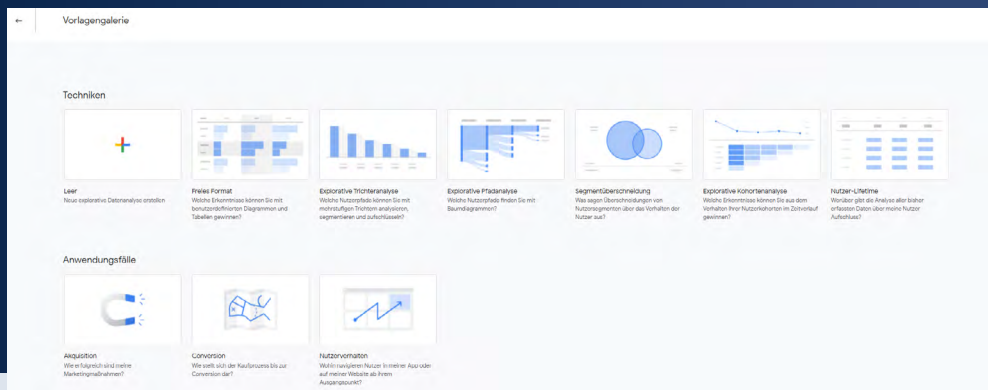 Vorlagengalerie
Techniken
Leer
Neue explorative Datenanalyse erstellen
Freies Format
Welche Erkenntnisse können Sie mit
benutzerdefinierten Diagrammen und
Tabellen gewinnen?
Explorative Trichteranalyse
Welche Nutzerpfade können Sie mit
mehrstufigen Trichtern analysieren,
segmentieren und aufschlüsseln?
Explorative Pfadanalyse
Welche Nutzerpfade finden Sie mit
Baumdiagrammen?
Segmentüberschneidung
Was sagen Überschneidungen von
Nutzersegmenten über das Verhalten der
Nutzer aus?
Explorative Kohortenanalyse
Welche Erkenntnisse können Sie aus dem
Verhalten Ihrer Nutzerkohorten im Zeitverlauf
gewinnen?
Nutzer-Lifetime
Worüber gibt die Analyse aller bisher
erfassten Daten über meine Nutzer
Aufschluss?
Anwendungsfälle
Akquisition
Wie erfolgreich sind meine
Marketingmaßnahmen?
Conversion
Wie stellt sich der Kaufprozess bis zur
Conversion dar?
Nutzerverhalten
Wohin navigieren Nutzer in meiner App oder
auf meiner Website ab ihrem
Ausgangspunkt?